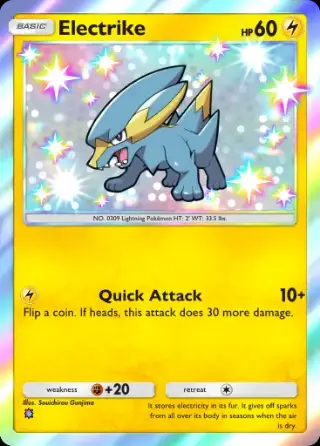 BASIC Electrike HP 60
NO. 0309 Lightning Pokémon HT: 2' WT: 33.5 lbs.
Quick Attack 10+
Flip a coin. If heads, this attack does 30 more damage.
weakness +20 retreat
Illus. Souichirou Gunjima
It stores electricity in its fur. It gives off sparks
from all over its body in seasons when the air
is dry.